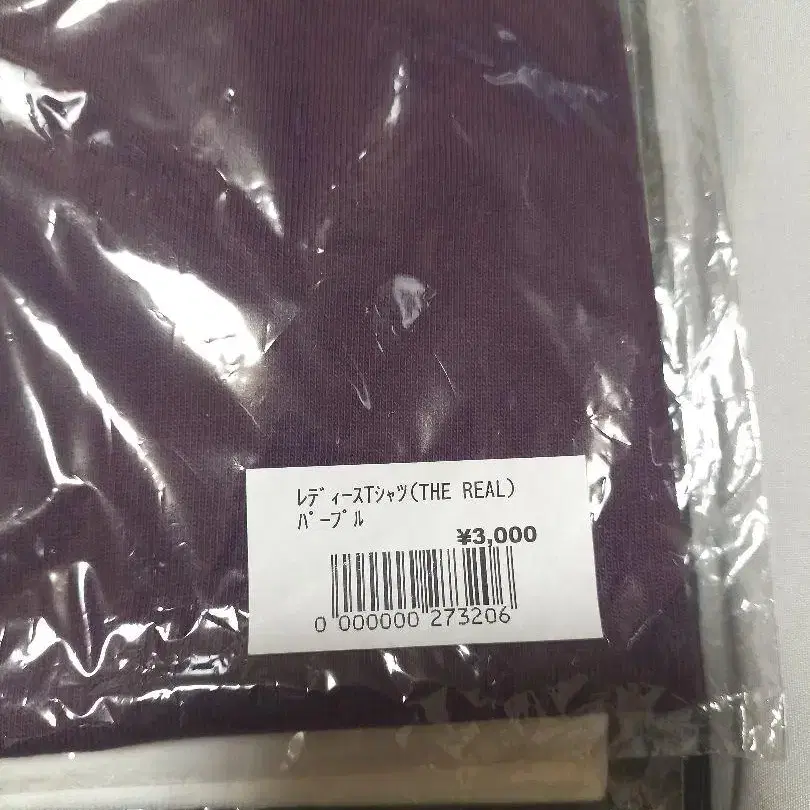 ﾚﾃﾞｨｰｽTｼｬﾂ(THE REAL)
ﾊﾟｰﾌﾟﾙ
¥3,000
0 000000 273206